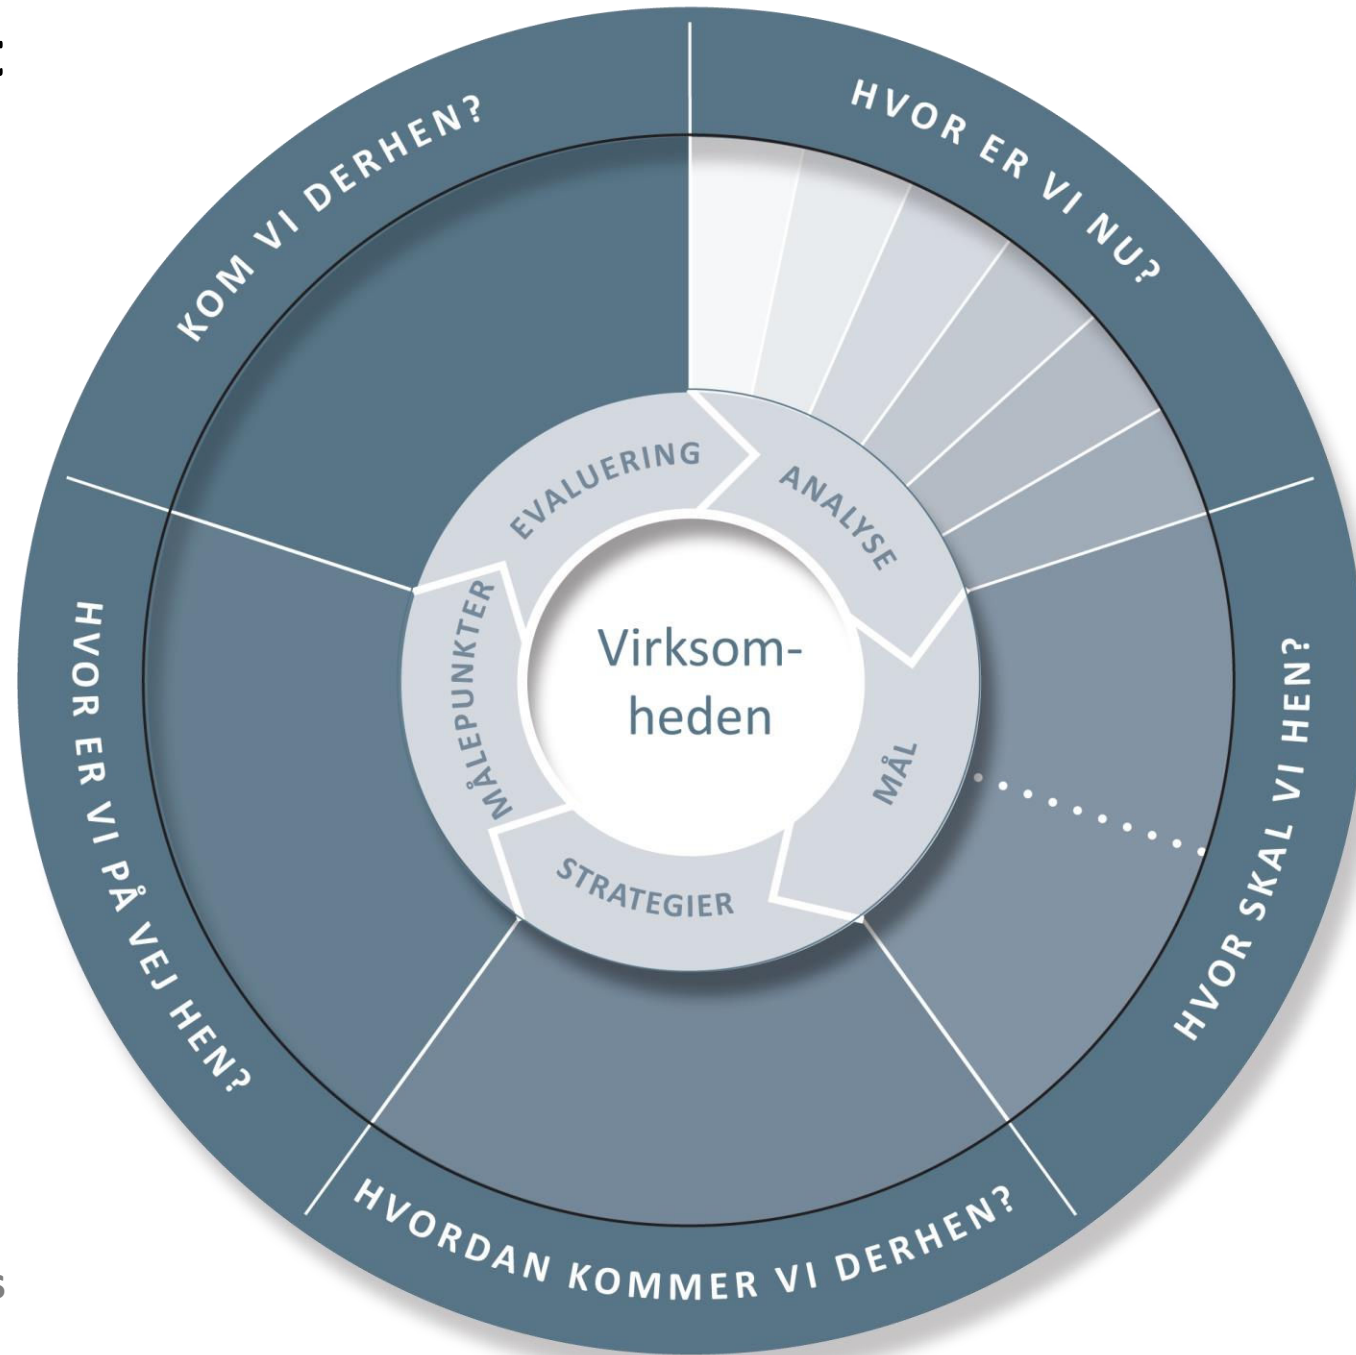 HVOR ER VI NU?
HVOR SKAL VI HEN?
HVORDAN KOMMER VI DERHEN?
HVOR ER VI PÅ VEJ HEN?
KOM VI DERHEN?
ANALYSE
MÅL
STRATEGIER
MÅLEPUNKTER
EVALUERING
Virksom-
heden